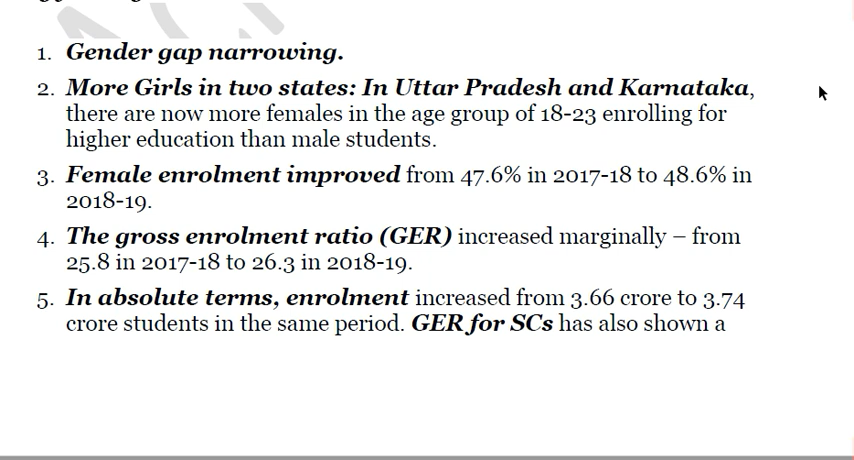 1. Gender gap narrowing.
2. More Girls in two states: In Uttar Pradesh and Karnataka,
there are now more females in the age group of 18-23 enrolling for
higher education than male students.
3. Female enrolment improved from 47.6% in 2017-18 to 48.6% in
2018-19.
4. The gross enrolment ratio (GER) increased marginally – from
25.8 in 2017-18 to 26.3 in 2018-19.
5. In absolute terms, enrolment increased from 3.66 crore to 3.74
crore students in the same period. GER for SCs has also shown a